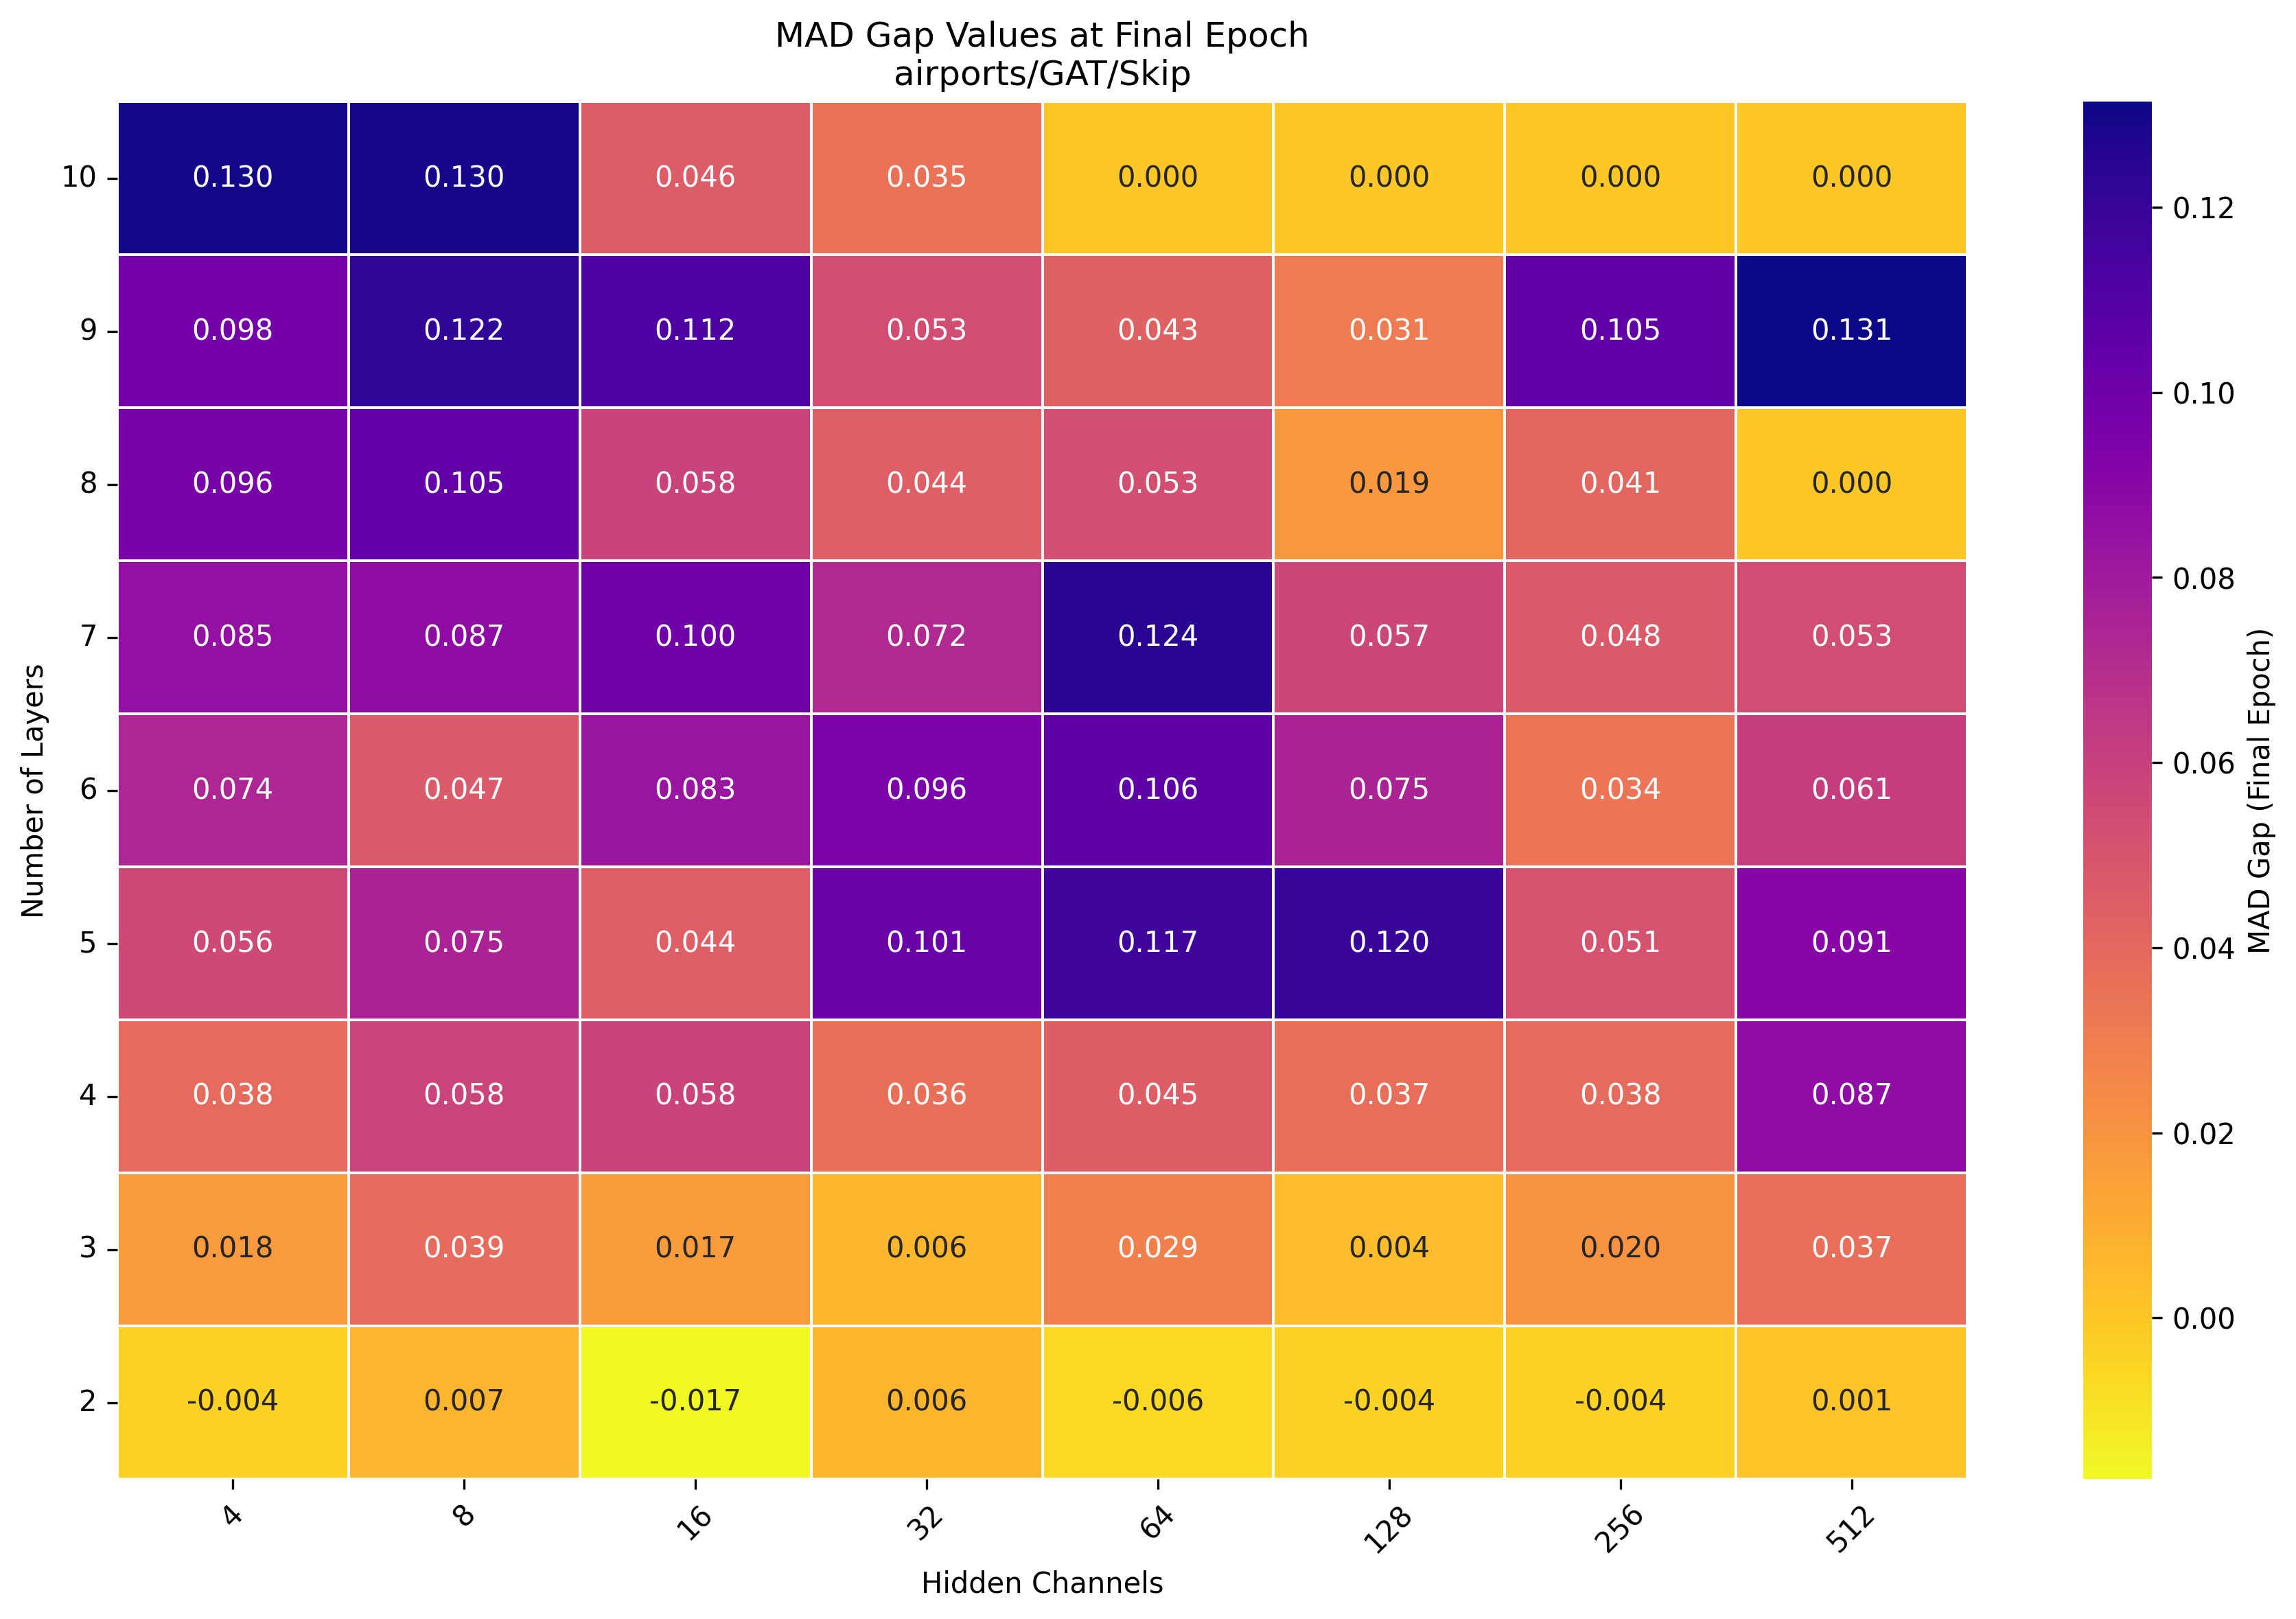 MAD Gap Values at Final Epoch
airports/GAT/Skip
10 0.130 0.130 0.046 0.035 0.000 0.000 0.000 0.000
9 0.098 0.122 0.112 0.053 0.043 0.031 0.105 0.131
8 0.096 0.105 0.058 0.044 0.053 0.019 0.041 0.000
7 0.085 0.087 0.100 0.072 0.124 0.057 0.048 0.053
6 0.074 0.047 0.083 0.096 0.106 0.075 0.034 0.061
5 0.056 0.075 0.044 0.101 0.117 0.120 0.051 0.091
4 0.038 0.058 0.058 0.036 0.045 0.037 0.038 0.087
3 0.018 0.039 0.017 0.006 0.029 0.004 0.020 0.037
2 -0.004 0.007 -0.017 0.006 -0.006 -0.004 -0.004 0.001
4 8 16 32 64 128 256 512
Hidden Channels
Number of Layers
0.12
0.10
0.08
0.06
0.04
0.02
0.00
MAD Gap (Final Epoch)